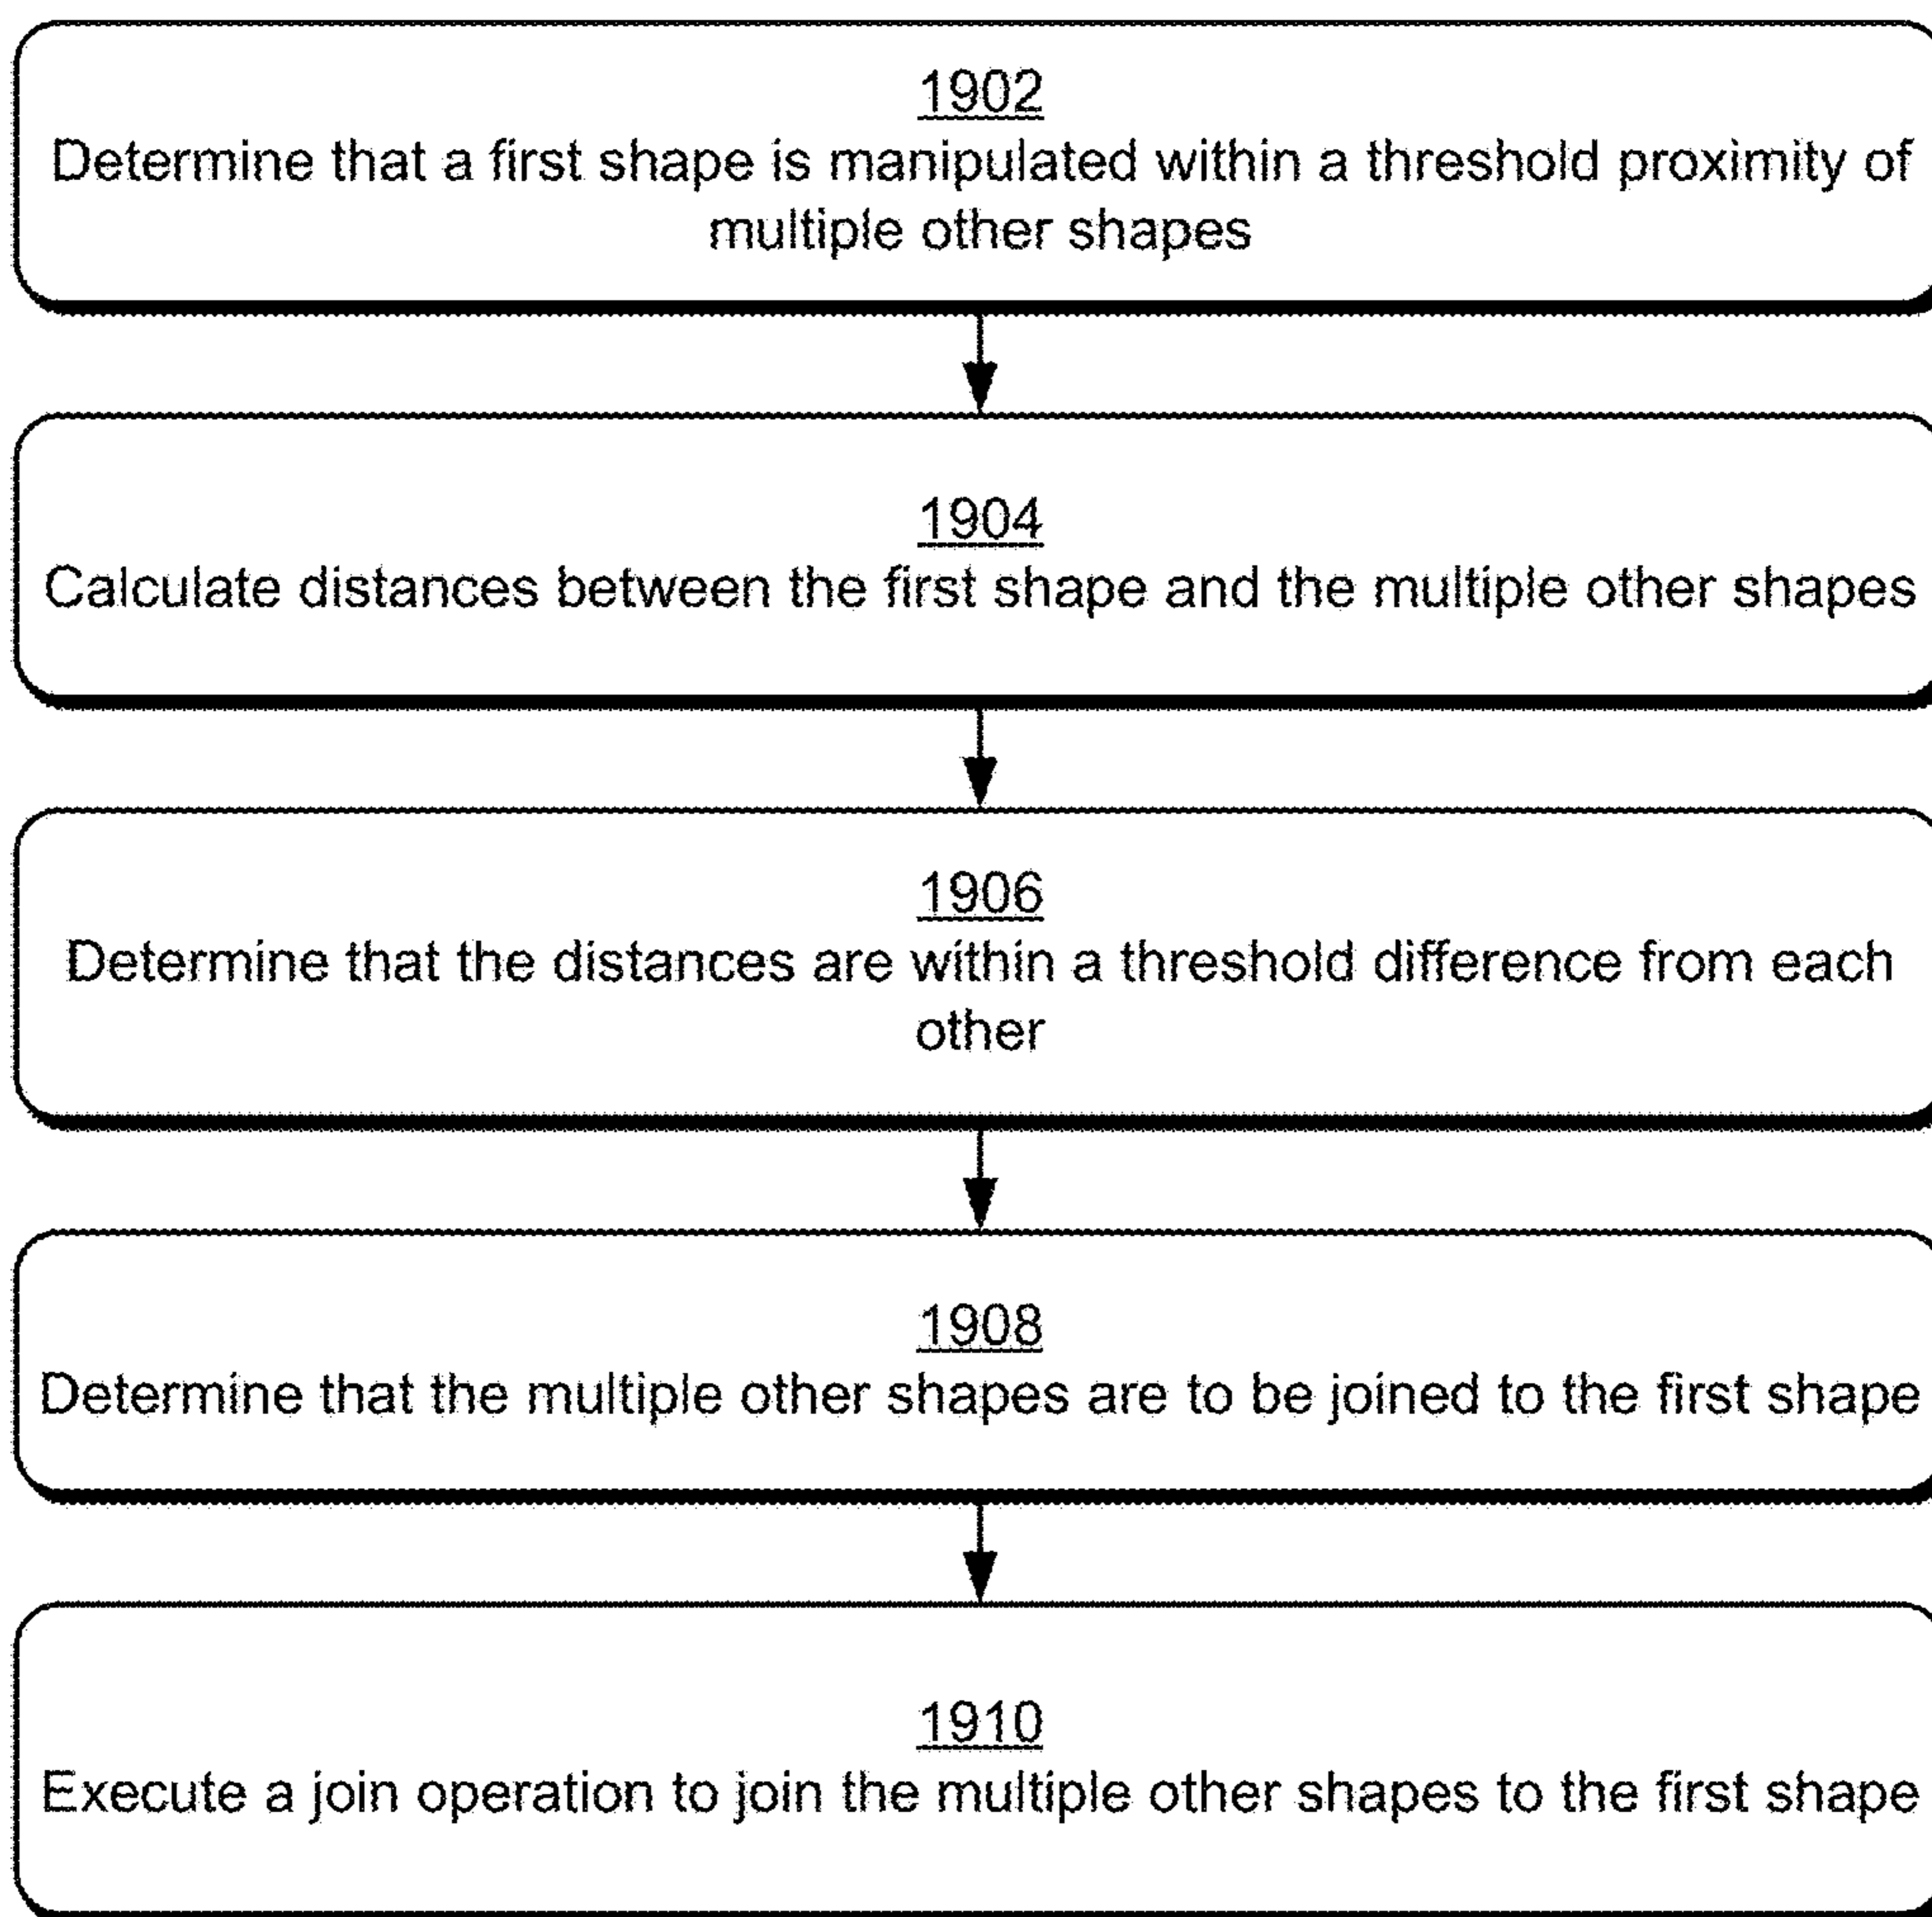 1902
Determine that a first shape is manipulated within a threshold proximity of
multiple other shapes
1904
Calculate distances between the first shape and the multiple other shapes
1906
Determine that the distances are within a threshold difference from each
other
1908
Determine that the multiple other shapes are to be joined to the first shape
1910
Execute a join operation to join the multiple other shapes to the first shape